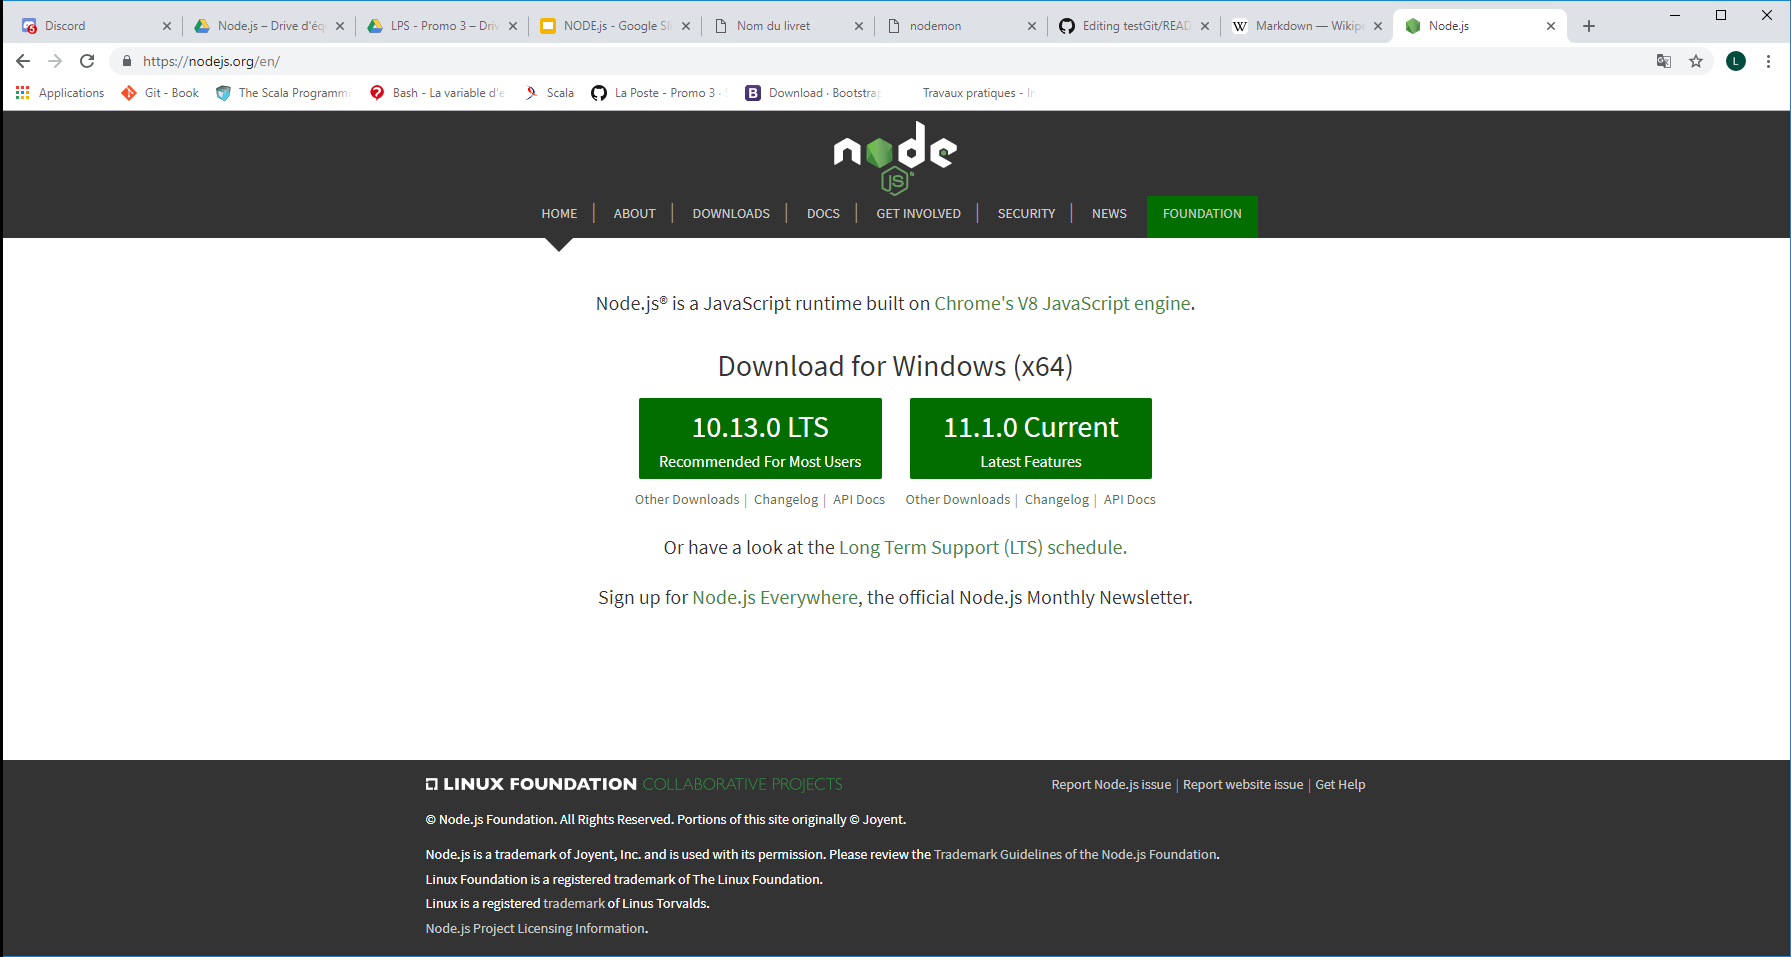 Discord Node.js – Drive d'éq LPS - Promo 3 – Driv NODE.js - Google Sli Nom du livret nodemon Editing testGit/READ Markdown — Wikipe Node.js
https://nodejs.org/en/ L
Applications Git - Book The Scala Programmi Bash - La variable d'e Scala La Poste - Promo 3 · Download · Bootstrap Travaux pratiques - In
node
JS
HOME ABOUT DOWNLOADS DOCS GET INVOLVED SECURITY NEWS FOUNDATION
Node.js® is a JavaScript runtime built on Chrome's V8 JavaScript engine.
Download for Windows (x64)
10.13.0 LTS 11.1.0 Current
Recommended For Most Users Latest Features
Other Downloads | Changelog | API Docs Other Downloads | Changelog | API Docs
Or have a look at the Long Term Support (LTS) schedule.
Sign up for Node.js Everywhere, the official Node.js Monthly Newsletter.
LINUX FOUNDATION COLLABORATIVE PROJECTS Report Node.js issue | Report website issue | Get Help
© Node.js Foundation. All Rights Reserved. Portions of this site originally © Joyent.
Node.js is a trademark of Joyent, Inc. and is used with its permission. Please review the Trademark Guidelines of the Node.js Foundation.
Linux Foundation is a registered trademark of The Linux Foundation.
Linux is a registered trademark of Linus Torvalds.
Node.js Project Licensing Information.